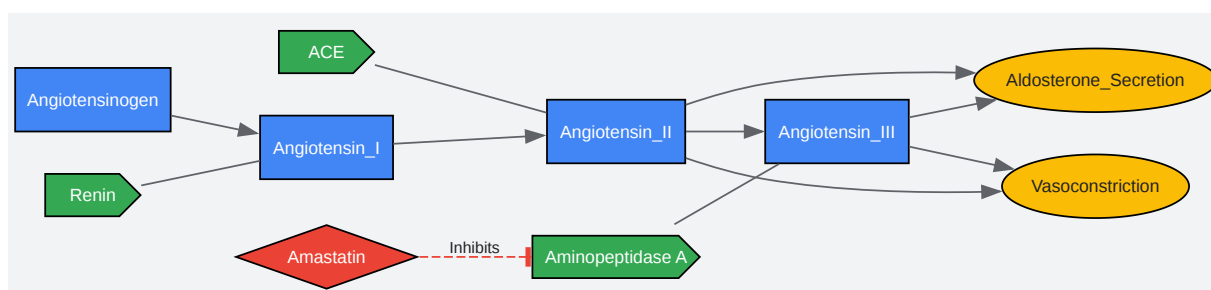 ACE
Angiotensinogen
Angiotensin_I
Renin
Angiotensin_II
Angiotensin_III
Aldosterone_Secretion
Vasoconstriction
Amastatin
Inhibits
Aminopeptidase A